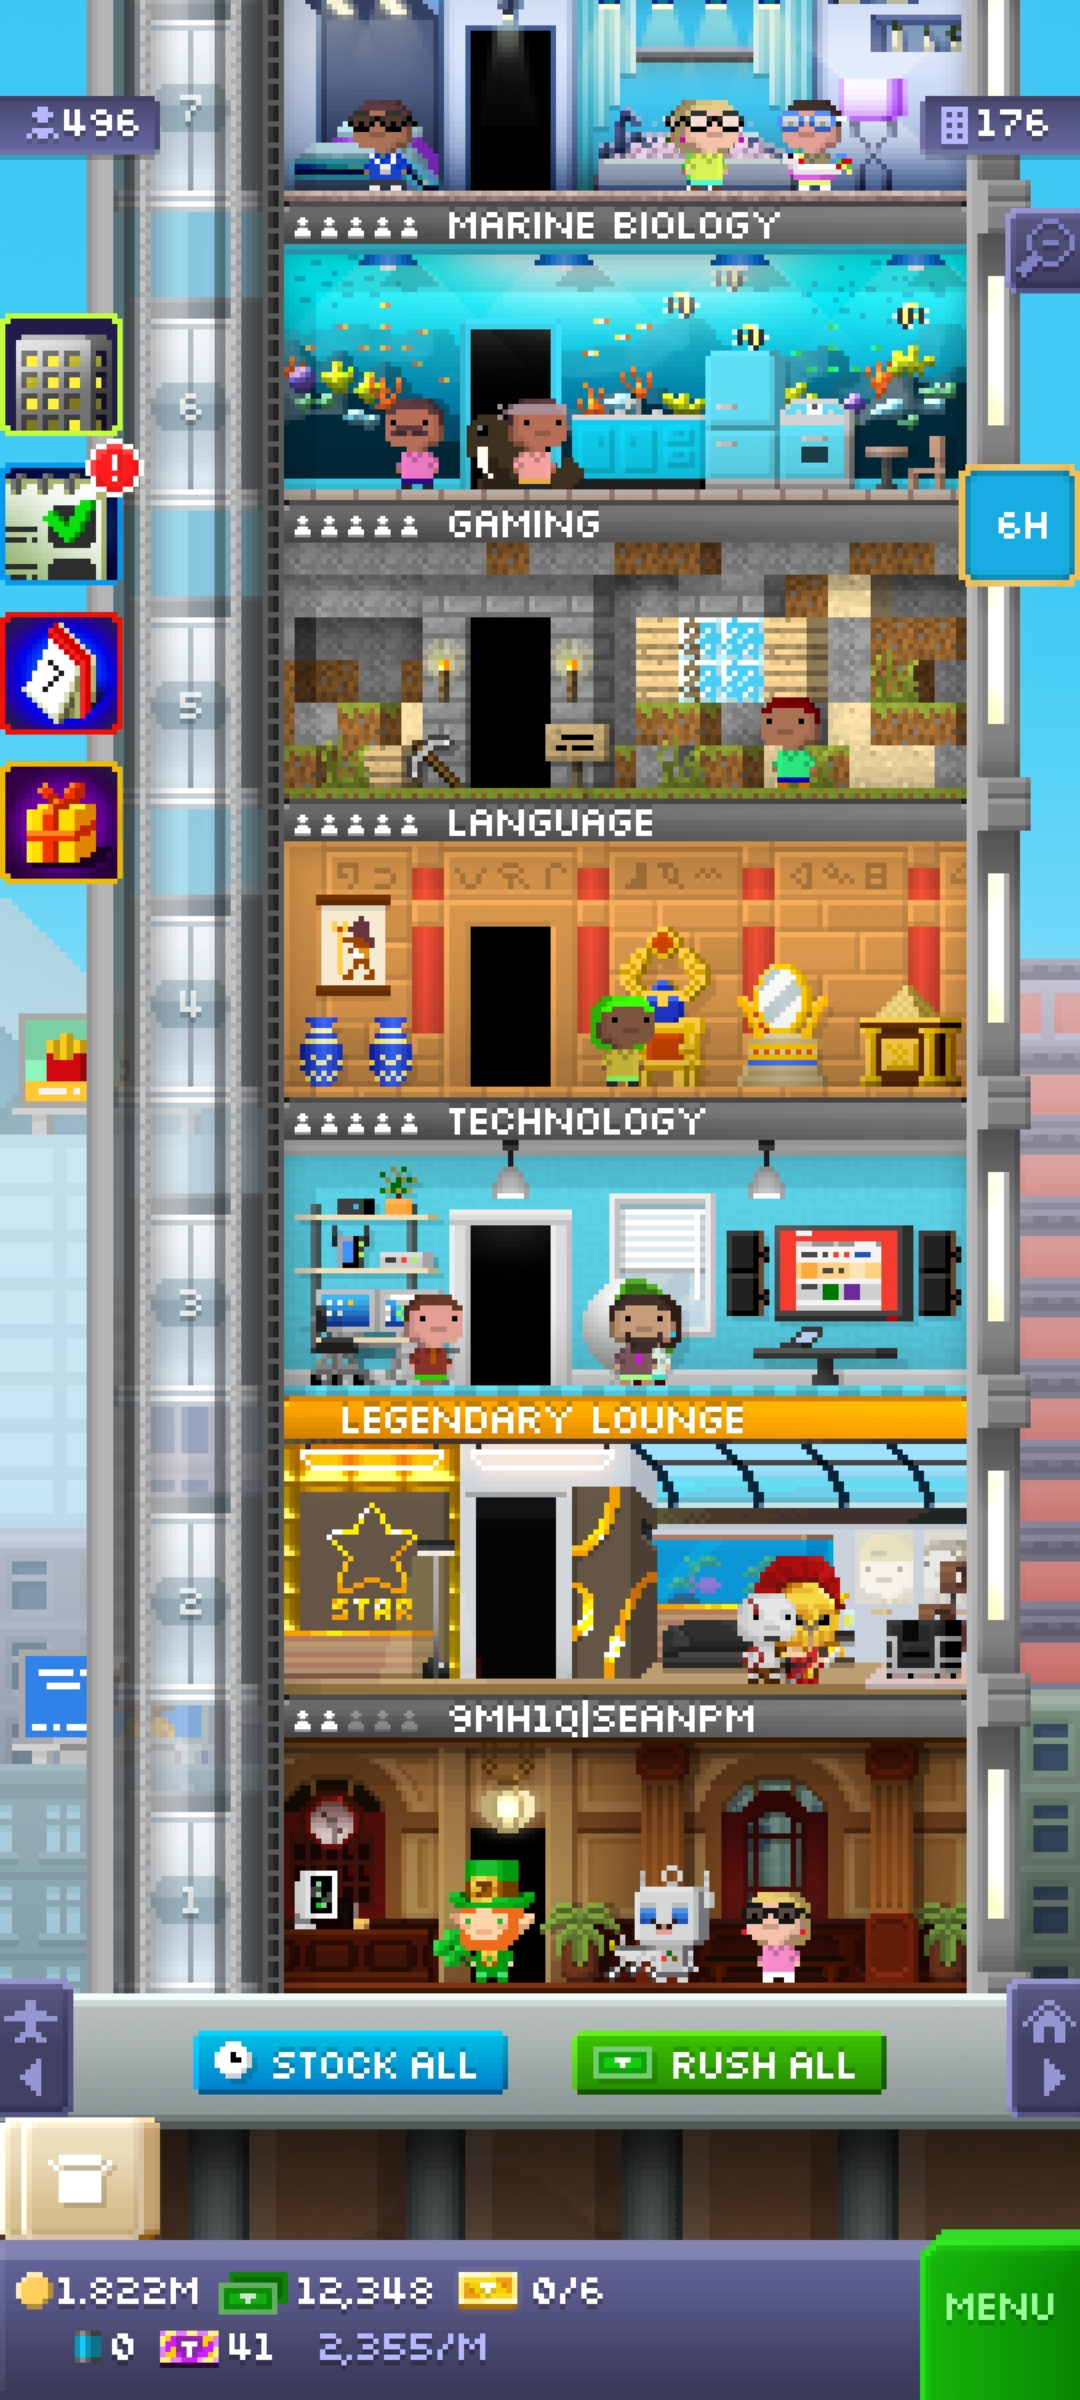 7
496
176
MARINE BIOLOGY
6
GAMING
6H
7
5
LANGUAGE
4
TECHNOLOGY
3
LEGENDARY LOUNGE
STAR
2
9MH1Q|SEANPM
1
STOCK ALL
RUSH ALL
1.822M
12,348
0/6
MENU
0
41
2,355/M